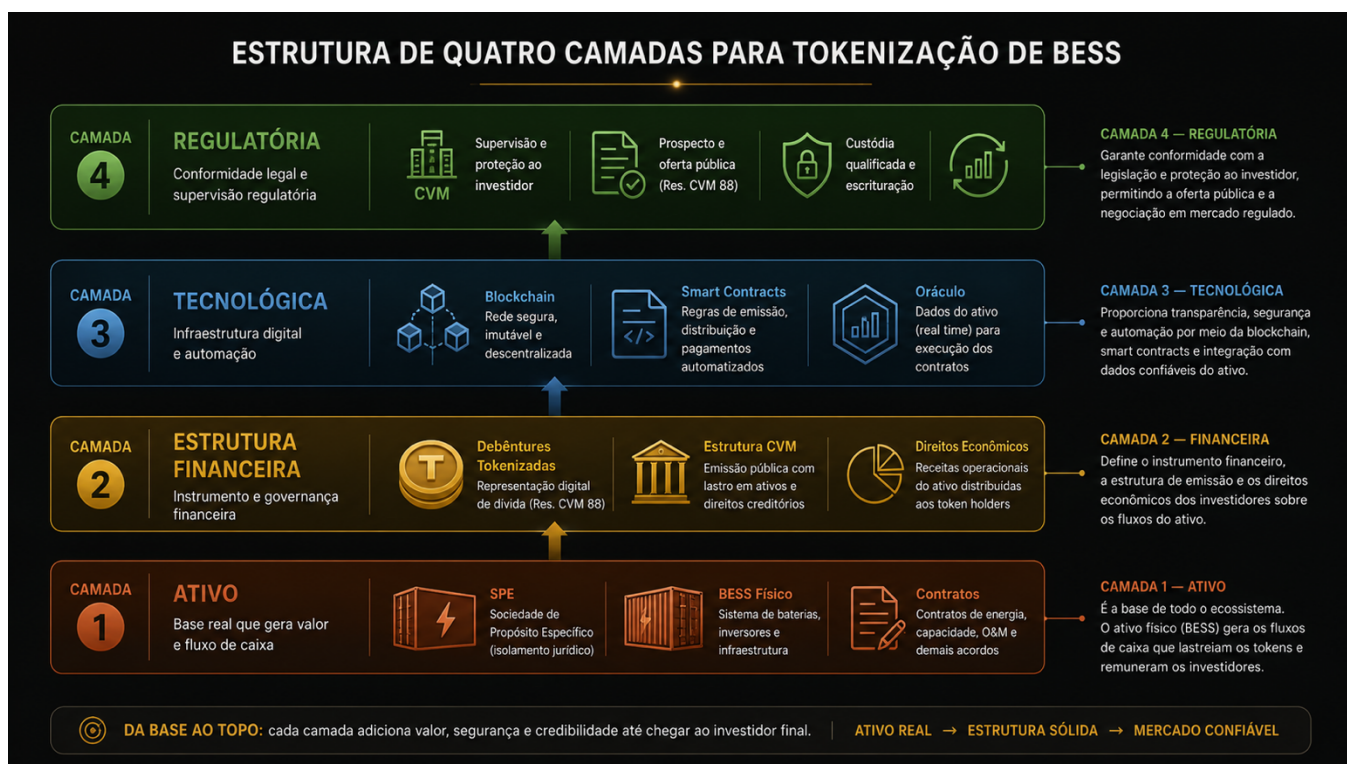 ESTRUTURA DE QUATRO CAMADAS PARA TOKENIZAÇÃO DE BESS
CAMADA
4
REGULATÓRIA
Conformidade legal e
supervisão regulatória
CVM
Supervisão e
proteção ao
investidor
Prospecto e
oferta pública
(Res. CVM 88)
Custódia
qualificada e
escrituração
CAMADA 4 — REGULATÓRIA
Garante conformidade com a
legislação e proteção ao investidor,
permitindo a oferta pública e a
negociação em mercado regulado.
CAMADA
3
TECNOLÓGICA
Infraestrutura digital
e automação
Blockchain
Rede segura,
imutável e
descentralizada
</>
Smart Contracts
Regras de emissão,
distribuição e
pagamentos
automatizados
Oráculo
Dados do ativo
(real time) para
execução dos
contratos
CAMADA 3 — TECNOLÓGICA
Proporciona transparência, segurança
e automação por meio da blockchain,
smart contracts e integração com
dados confiáveis do ativo.
CAMADA
2
ESTRUTURA
FINANCEIRA
Instrumento e governança
financeira
T
Debêntures
Tokenizadas
Representação digital
de dívida (Res. CVM 88)
Estrutura CVM
Emissão pública com
lastro em ativos e
direitos creditórios
Direitos Econômicos
Receitas operacionais
do ativo distribuídas
aos token holders
CAMADA 2 — FINANCEIRA
Define o instrumento financeiro,
a estrutura de emissão e os direitos
econômicos dos investidores sobre
os fluxos do ativo.
CAMADA
1
ATIVO
Base real que gera valor
e fluxo de caixa
SPE
Sociedade de
Propósito Específico
(isolamento jurídico)
BESS Físico
Sistema de baterias,
inversores e
infraestrutura
Contratos
Contratos de energia,
capacidade, O&M e
demais acordos
CAMADA 1 — ATIVO
É a base de todo o ecossistema.
O ativo físico (BESS) gera os fluxos
de caixa que lastreiam os tokens e
remuneram os investidores.
DA BASE AO TOPO: cada camada adiciona valor, segurança e credibilidade até chegar ao investidor final.
ATIVO REAL → ESTRUTURA SÓLIDA → MERCADO CONFIÁVEL